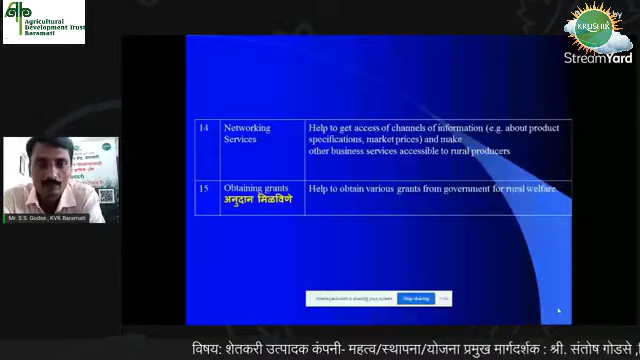 Agricultural
Development Trust
Baramati
KRUSHIK
StreamYard
14
Networking
Services
Help to get access of channels of information (e.g. about product
specifications, market prices) and make
other business services accessible to rural producers
15
Obtaining grants
अनुदान मिळविणे
Help to obtain various grants from government for rural welfare.
Mr. S.S. Godse , KVK Baramati
Stop sharing
Hide
विषय: शेतकरी उत्पादक कंपनी- महत्व/स्थापना/योजना प्रमुख मार्गदर्शक : श्री. संतोष गोडसे ,